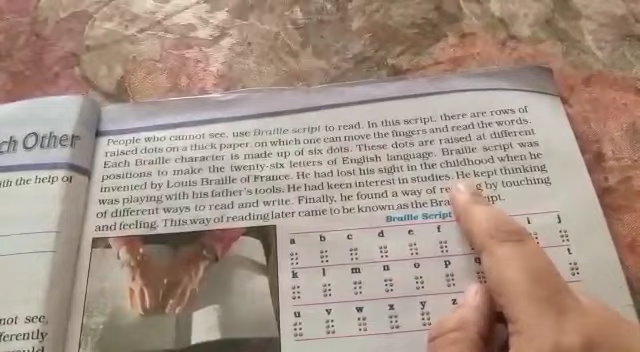 ch Other
ith the help of
not see,
ferently
People who cannot see, use Braille script to read. In this script, there are rows of
raised dots on a thick paper, on which one can move the fingers and read the words.
Each Braille character is made up of six dots. These dots are raised at different
positions to make the twenty-six letters of English language. Braille script was
invented by Louis Braille of France. He had lost his sight in the childhood when he
was playing with his father's tools. He had keen interest in studies. He kept thinking
of different ways to read and write. Finally, he found a way of re g by touching
and feeling. This way of reading later came to be known as the Bra ipt.
Braille Script
a b c d e f i j
k l m n o p q t
u v w x y z